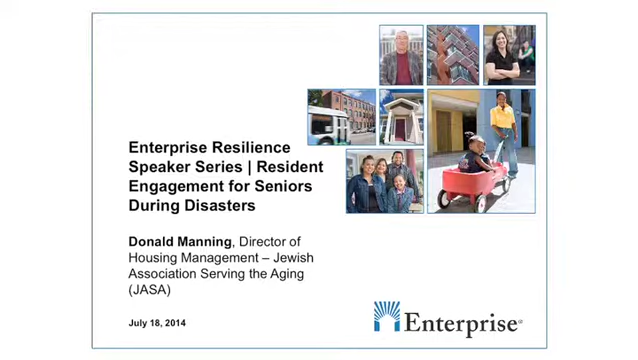 Enterprise Resilience
Speaker Series | Resident
Engagement for Seniors
During Disasters
Donald Manning, Director of
Housing Management – Jewish
Association Serving the Aging
(JASA)
July 18, 2014
Enterprise